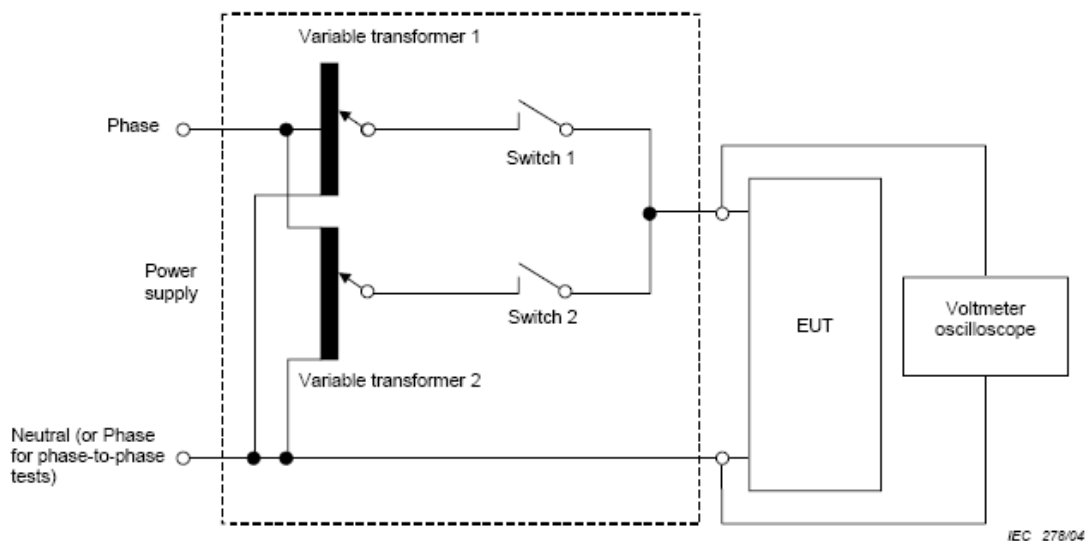 Variable transformer 1
Phase
Switch 1
Power
supply
Switch 2
EUT
Voltmeter
oscilloscope
Variable transformer 2
Neutral (or Phase
for phase-to-phase
tests)
IEC 278/04